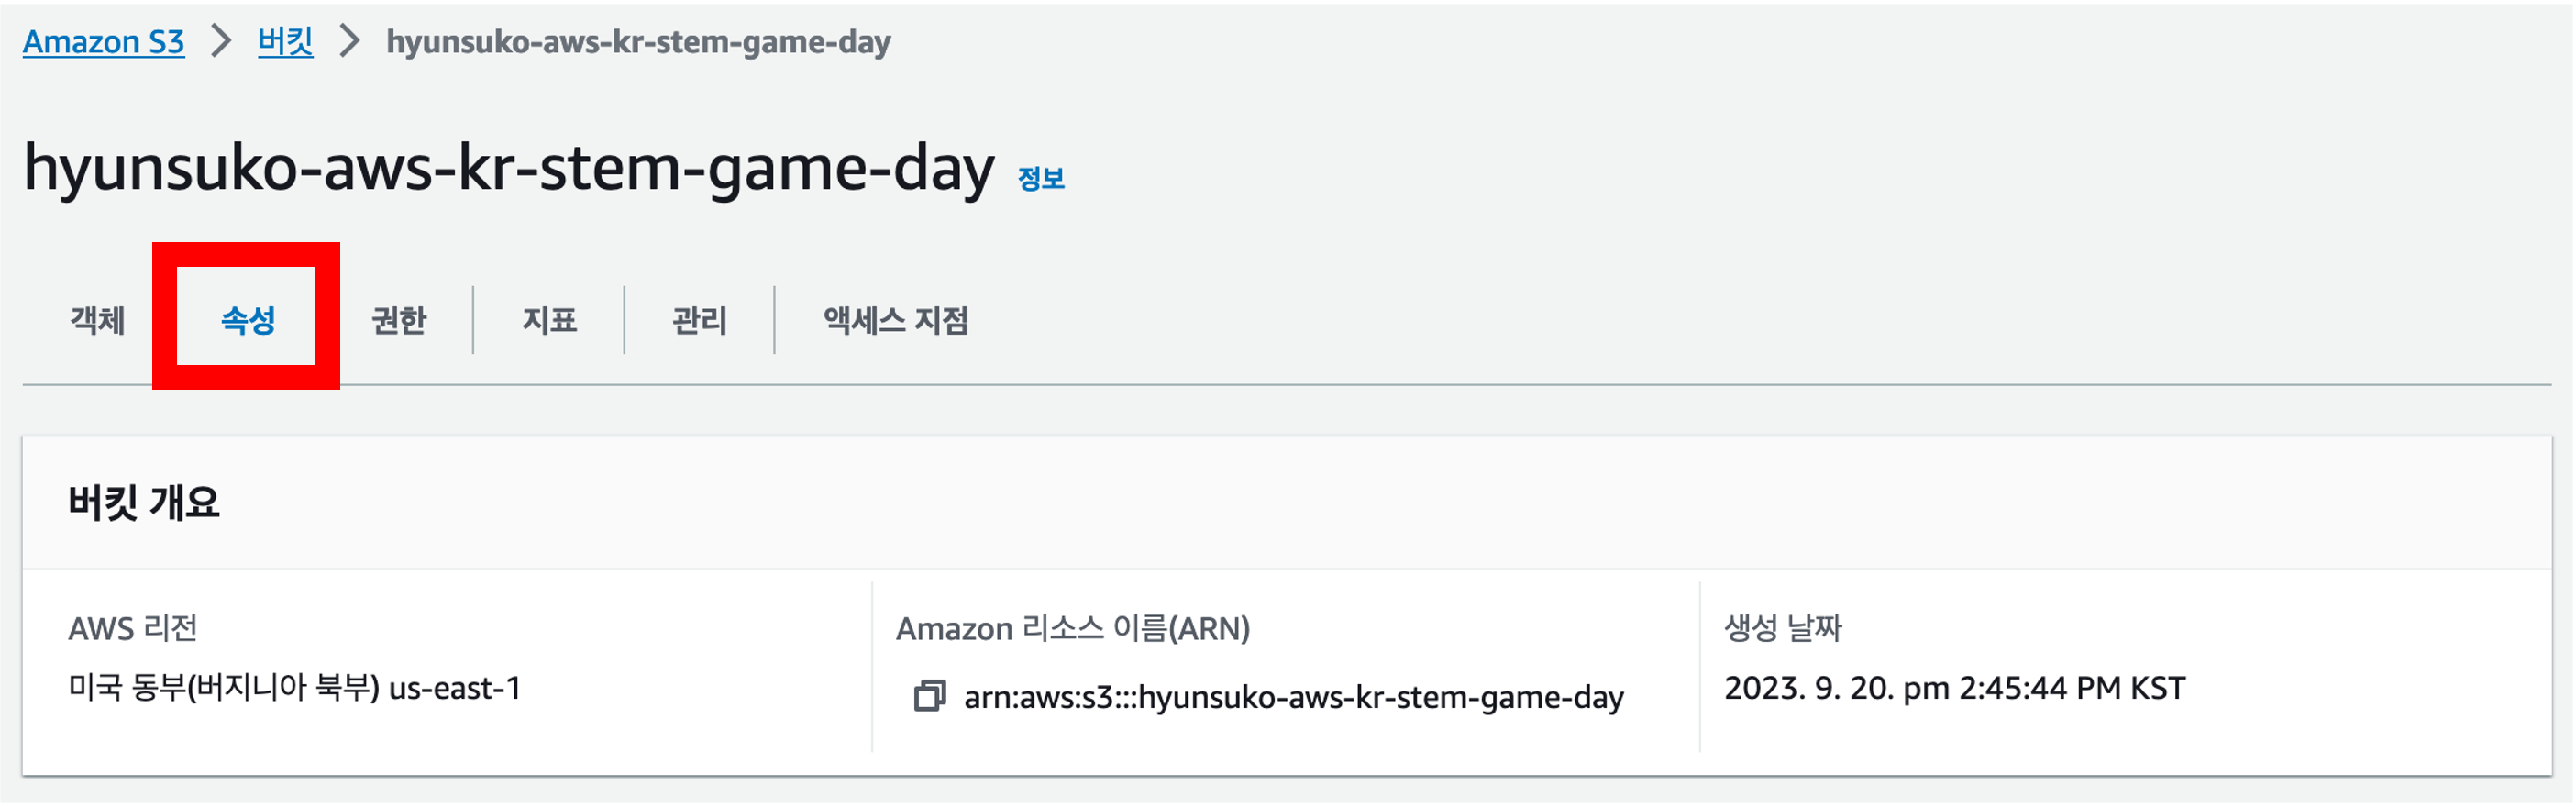 Amazon S3 > 버킷 > hyunsuko-aws-kr-stem-game-day
hyunsuko-aws-kr-stem-game-day 정보
객체 속성 권한 지표 관리 액세스 지점
버킷 개요
AWS 리전
미국 동부(버지니아 북부) us-east-1
Amazon 리소스 이름(ARN)
arn:aws:s3:::hyunsuko-aws-kr-stem-game-day
생성 날짜
2023. 9. 20. pm 2:45:44 PM KST